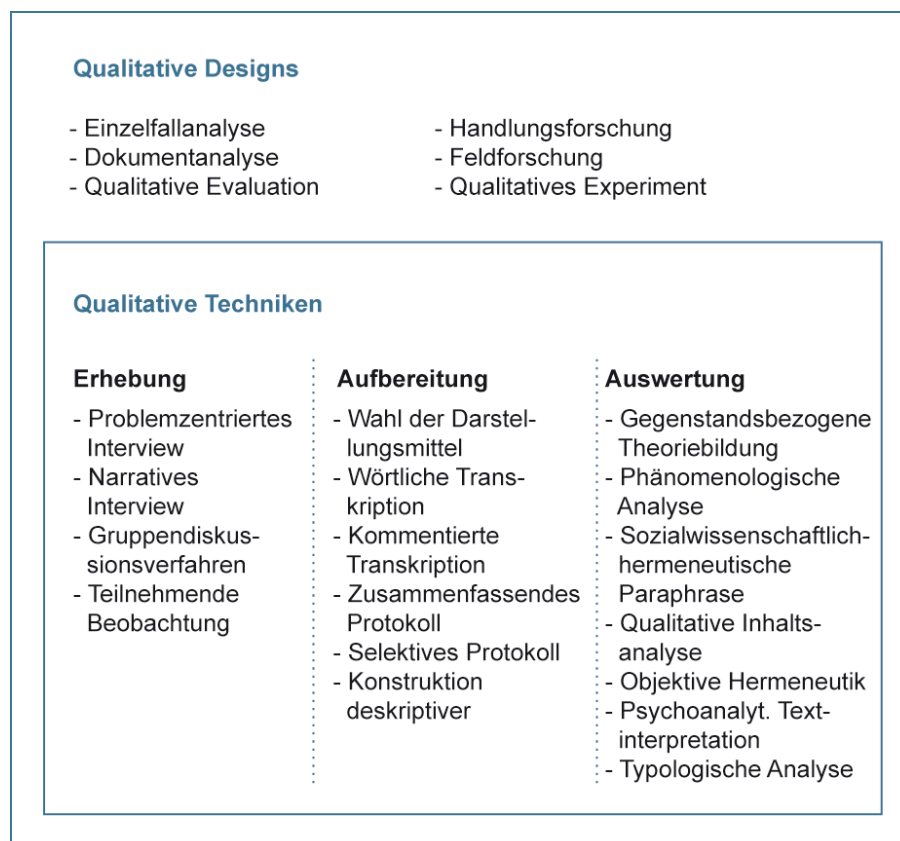 Qualitative Designs
- Einzelfallanalyse
- Dokumentanalyse
- Qualitative Evaluation
- Handlungsforschung
- Feldforschung
- Qualitatives Experiment
Qualitative Techniken
Erhebung
- Problemzentriertes
Interview
- Narratives
Interview
- Gruppendiskus-
sionsverfahren
- Teilnehmende
Beobachtung
Aufbereitung
- Wahl der Darstel-
lungsmittel
- Wörtliche Trans-
kription
- Kommentierte
Transkription
- Zusammenfassendes
Protokoll
- Selektives Protokoll
- Konstruktion
deskriptiver
Auswertung
- Gegenstandsbezogene
Theoriebildung
- Phänomenologische
Analyse
- Sozialwissenschaftlich-
hermeneutische
Paraphrase
- Qualitative Inhalts-
analyse
- Objektive Hermeneutik
- Psychoanalyt. Text-
interpretation
- Typologische Analyse